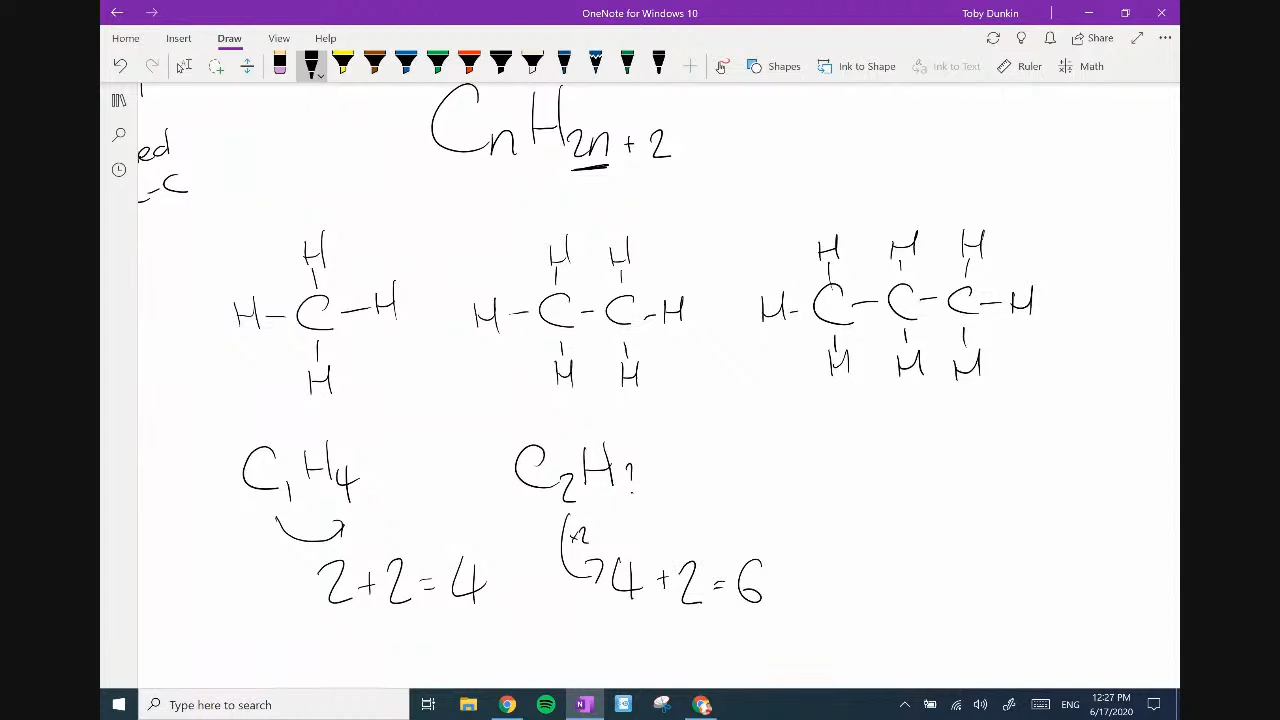 OneNote for Windows 10
Toby Dunkin
Home Insert Draw View Help
Share
Shapes Ink to Shape Ink to Text Ruler Math
CnH2n+2
ed
=C
H H H H H H
H-C-H H-C-C-H H-C-C-C-H
H H H H H H
C1H4 C2H?
×2
2+2=4 4+2=6
Type here to search
12:27 PM
ENG
6/17/2020